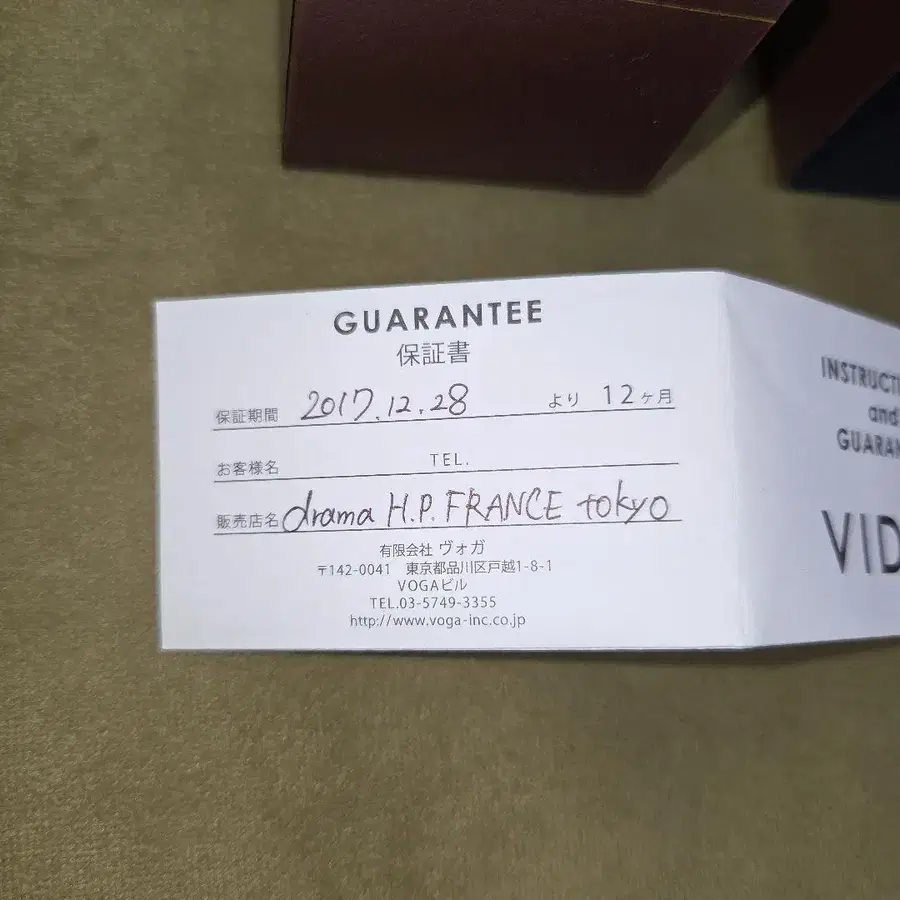 GUARANTEE
保証書
保証期間 2017.12.28 より 12ヶ月
お客様名 TEL.
販売店名 drama H.P. FRANCE tokyo
有限会社 ヴォガ
〒142-0041 東京都品川区戸越1-8-1
VOGAビル
TEL.03-5749-3355
http://www.voga-inc.co.jp
INSTRUCTI
and
GUARAN
VID